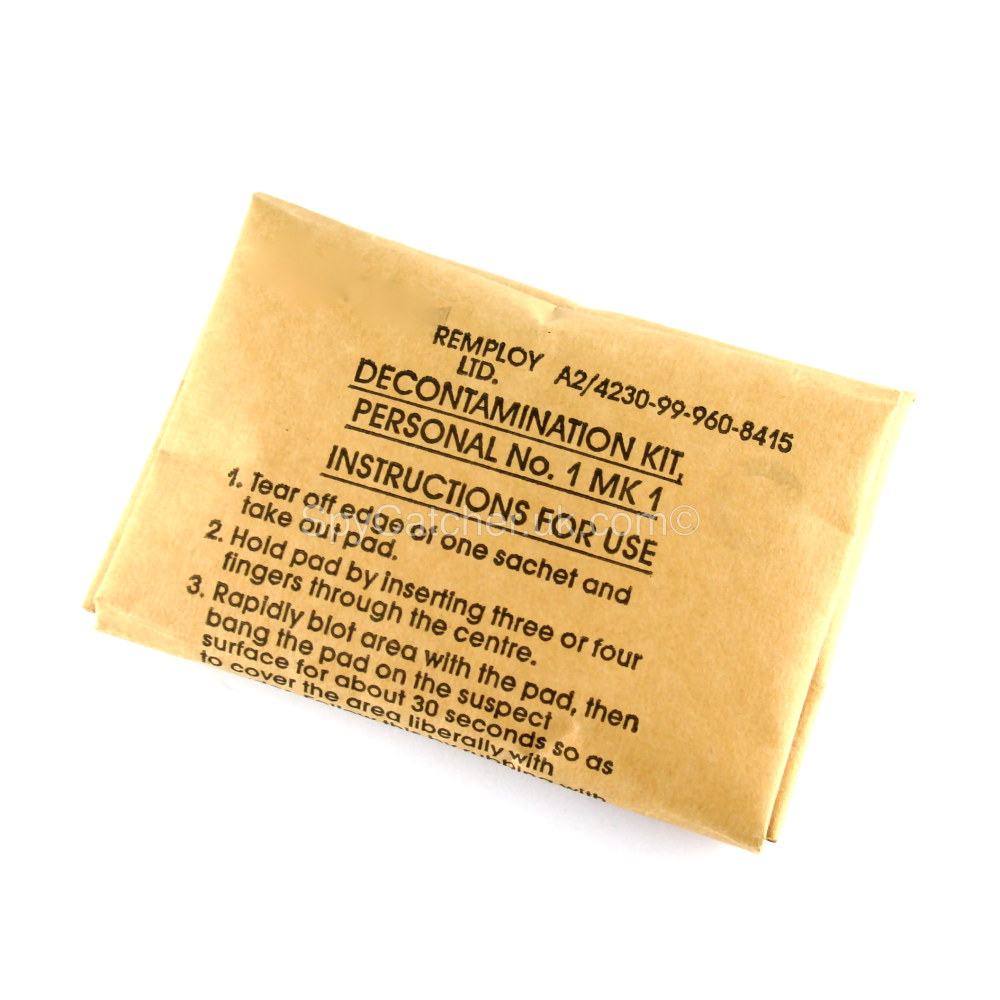 REMPLOY LTD. A2/4230-99-960-8415
DECONTAMINATION KIT,
PERSONAL No. 1 MK 1
INSTRUCTIONS FOR USE
SpyCatcher.uk.com©
1. Tear off edge of one sachet and
take out pad.
2. Hold pad by inserting three or four
fingers through the centre.
3. Rapidly blot area with the pad, then
bang the pad on the suspect
surface for about 30 seconds so as
to cover the area liberally with